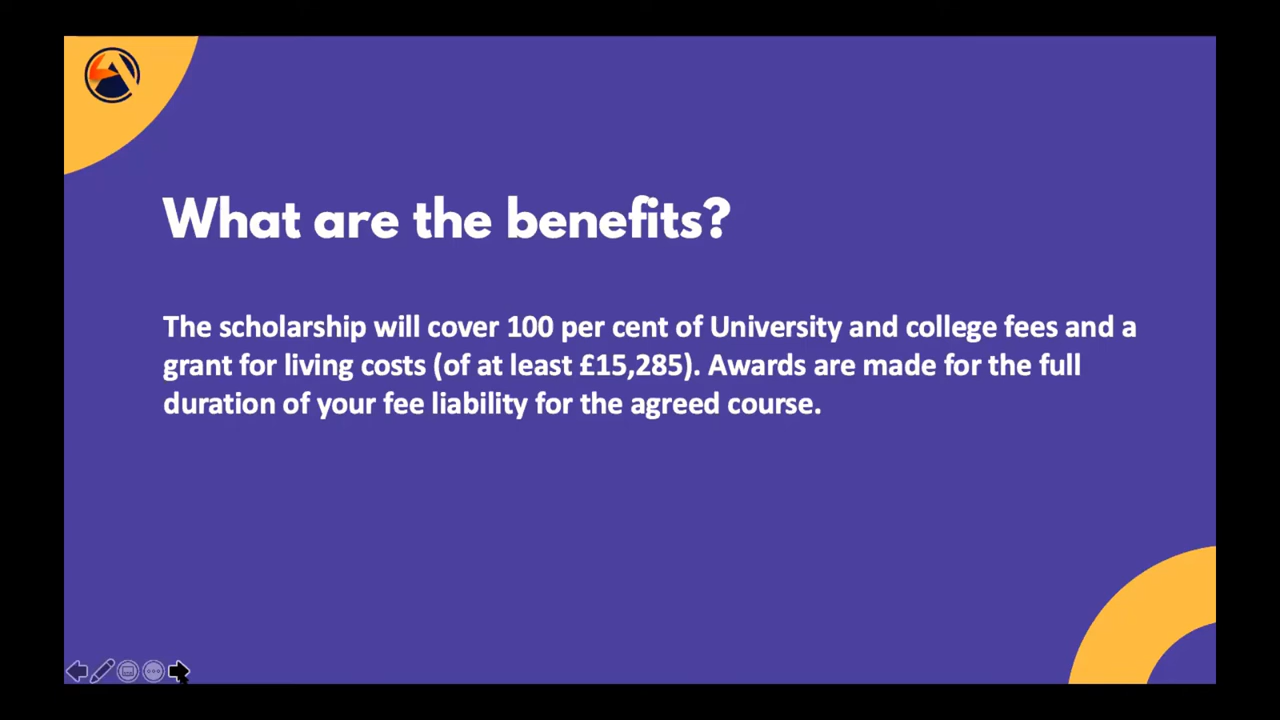 What are the benefits?
The scholarship will cover 100 per cent of University and college fees and a
grant for living costs (of at least £15,285). Awards are made for the full
duration of your fee liability for the agreed course.